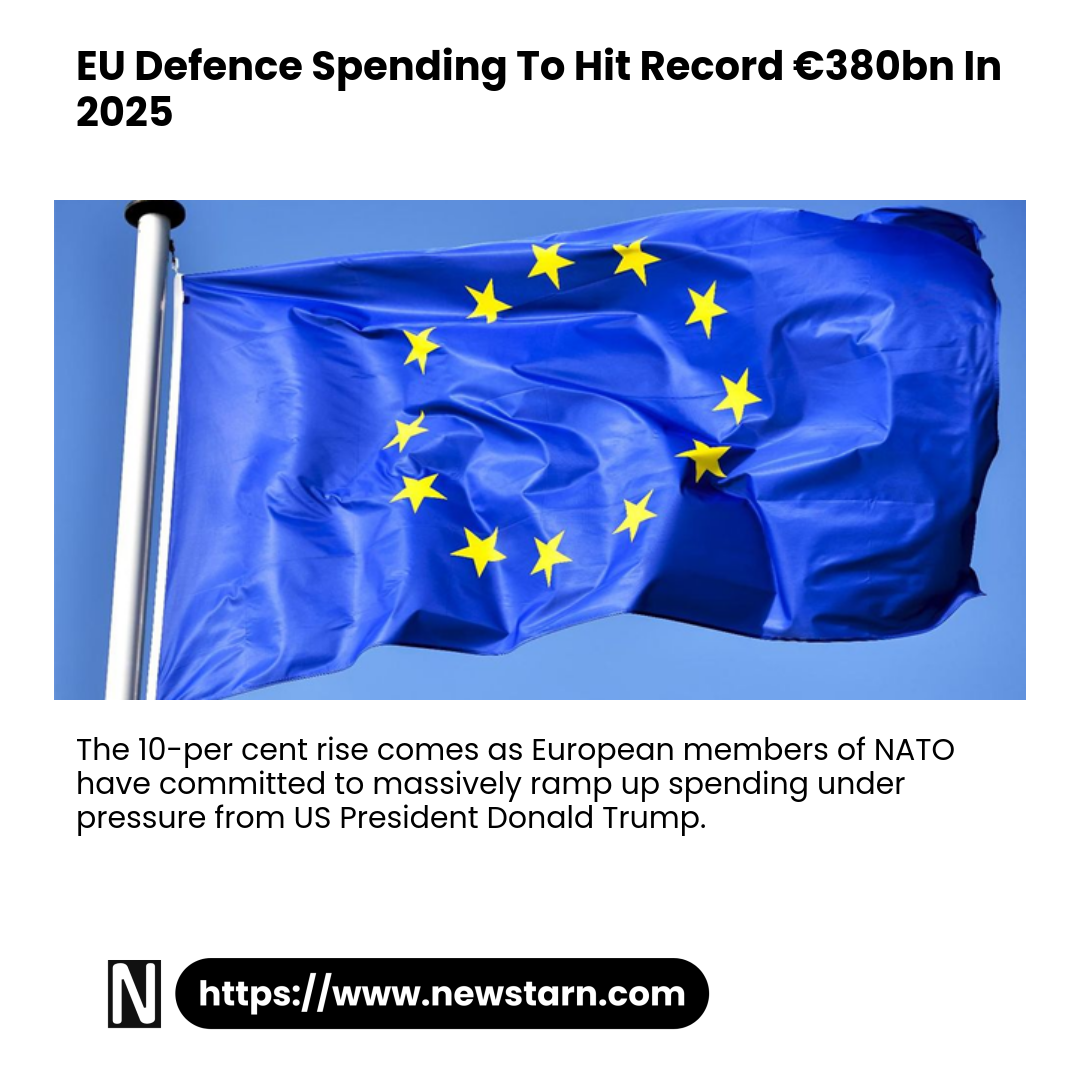 EU Defence Spending To Hit Record €380bn In
2025
The 10-per cent rise comes as European members of NATO
have committed to massively ramp up spending under
pressure from US President Donald Trump.
N
https://www.newstarn.com